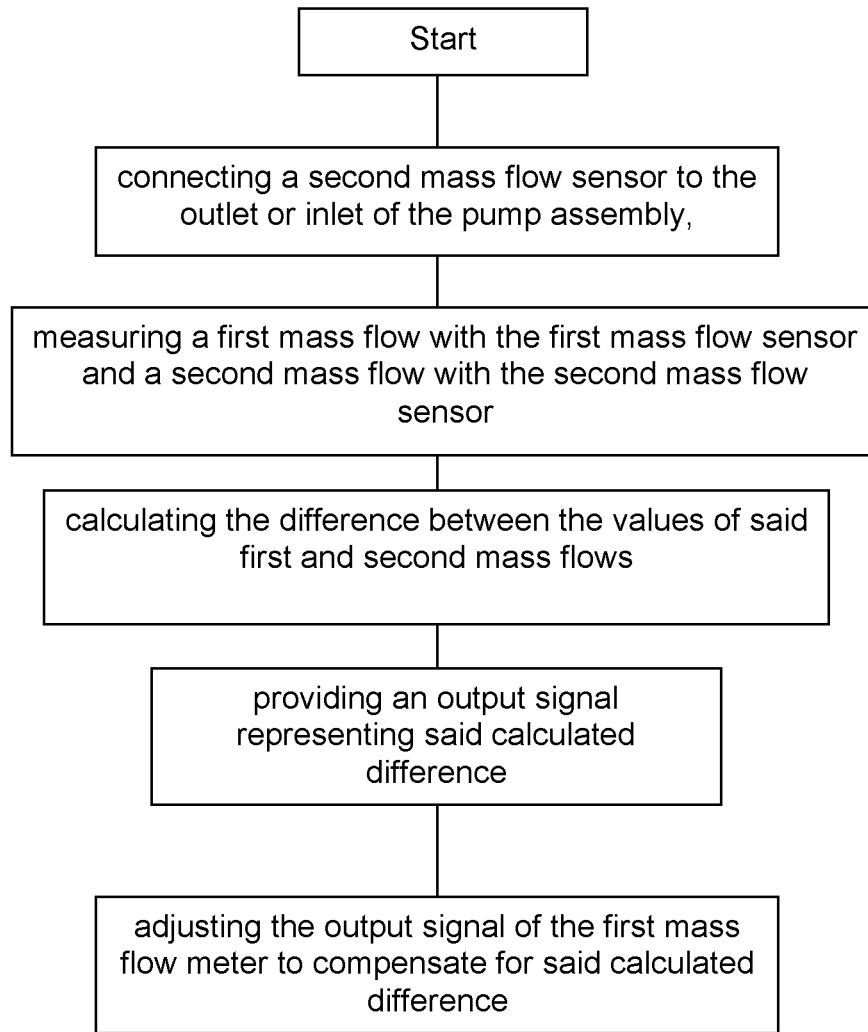 Start
connecting a second mass flow sensor to the
outlet or inlet of the pump assembly,
measuring a first mass flow with the first mass flow sensor
and a second mass flow with the second mass flow
sensor
calculating the difference between the values of said
first and second mass flows
providing an output signal
representing said calculated
difference
adjusting the output signal of the first mass
flow meter to compensate for said calculated
difference